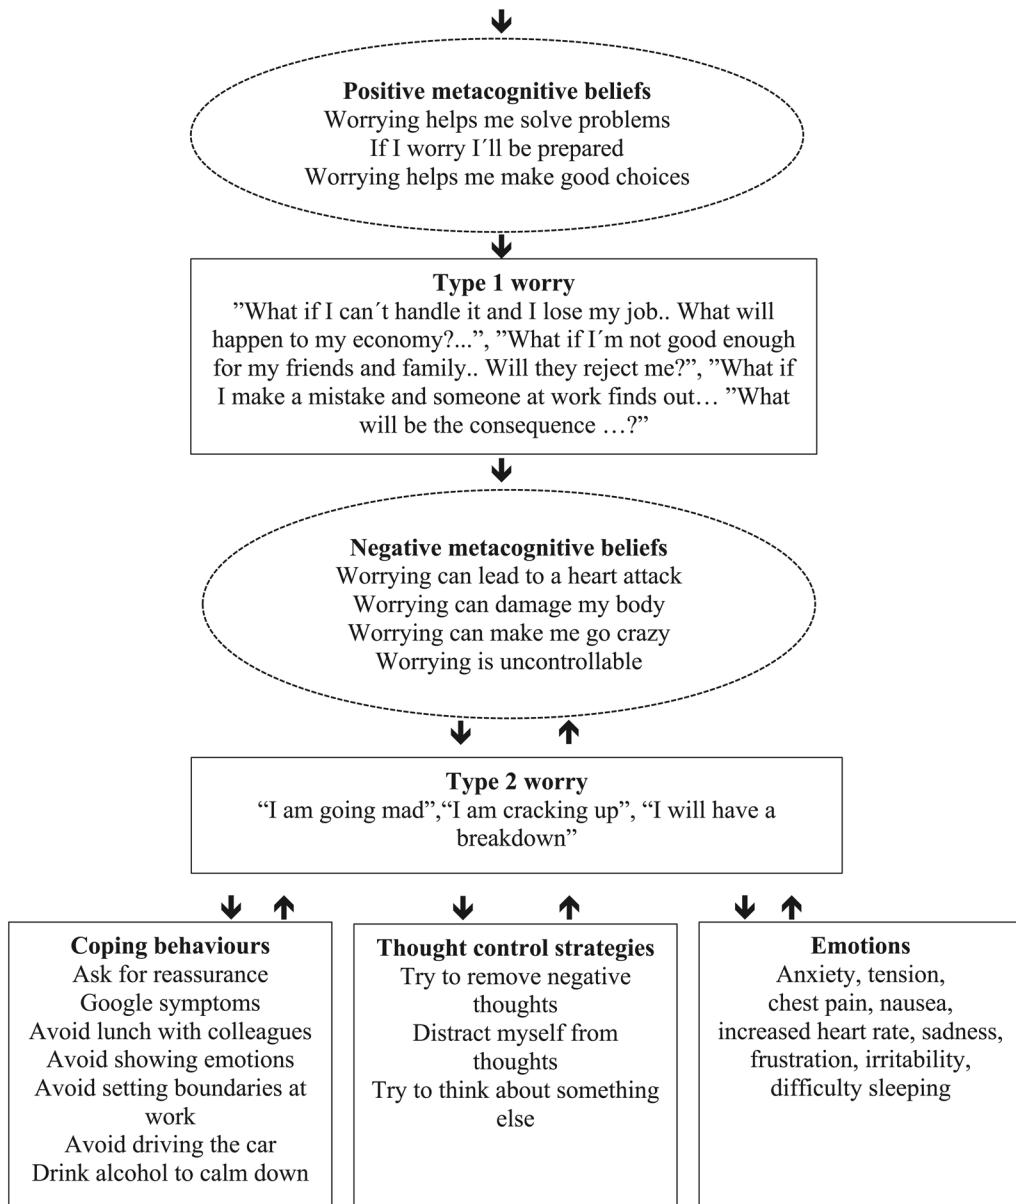 Positive metacognitive beliefs
Worrying helps me solve problems
If I worry I´ll be prepared
Worrying helps me make good choices
Type 1 worry
”What if I can´t handle it and I lose my job.. What will
happen to my economy?...”, ”What if I´m not good enough
for my friends and family.. Will they reject me?”, ”What if
I make a mistake and someone at work finds out… ”What
will be the consequence …?”
Negative metacognitive beliefs
Worrying can lead to a heart attack
Worrying can damage my body
Worrying can make me go crazy
Worrying is uncontrollable
Type 2 worry
“I am going mad”,“I am cracking up”, “I will have a
breakdown”
Coping behaviours
Ask for reassurance
Google symptoms
Avoid lunch with colleagues
Avoid showing emotions
Avoid setting boundaries at
work
Avoid driving the car
Drink alcohol to calm down
Thought control strategies
Try to remove negative
thoughts
Distract myself from
thoughts
Try to think about something
else
Emotions
Anxiety, tension,
chest pain, nausea,
increased heart rate, sadness,
frustration, irritability,
difficulty sleeping